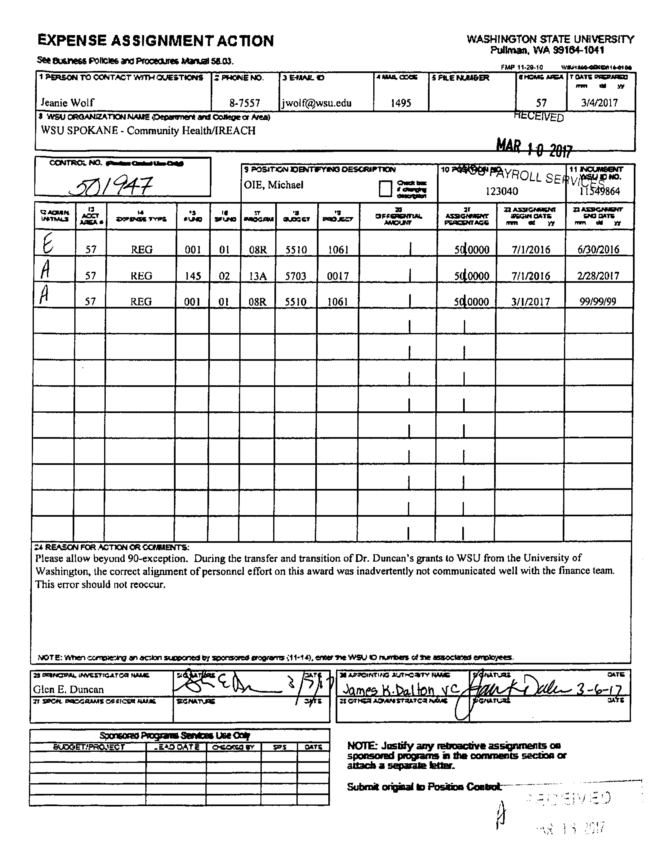 EXPENSE ASSIGNMENT ACTION
WASHINGTON STATE UNIVERSITY
Pullman, WA 99164-1041
See Business Policies and Procedures Manual 55.03.
FMP 11-29-10
1 PERSON TO CONTACT WITH QUESTIONS 2 PHONE NO. 3 E-MAIL ID 4 MAIL CODE 5 FILE NUMBER 6 HOME AREA 7 DATE PREPARED
mm dd yy
Jeanie Wolf 8-7557 jwolf@wsu.edu 1495 57 3/4/2017
8 WSU ORGANIZATION NAME (Department and College or Area)
WSU SPOKANE - Community Health/IREACH
RECEIVED
MAR 10 2017
PAYROLL SERVICES
CONTROL NO. 9 POSITION IDENTIFYING DESCRIPTION 10 POSITION 11 INCUMBENT
WSU ID NO.
501947 OIE, Michael Check box if changing description 123040 11549864
12 ADMIN. INITIALS 13 ACCT AREA # 14 EXPENSE TYPE 15 FUND 16 SFUND 17 PROGRAM 18 BUDGET 19 PROJECT 20 DIFFERENTIAL AMOUNT 21 ASSIGNMENT PERCENTAGE 22 ASSIGNMENT BEGIN DATE mm dd yy 23 ASSIGNMENT END DATE mm dd yy
E 57 REG 001 01 08R 5510 1061 50 0000 7/1/2016 6/30/2016
A 57 REG 145 02 13A 5703 0017 50 0000 7/1/2016 2/28/2017
A 57 REG 001 01 08R 5510 1061 50 0000 3/1/2017 99/99/99
24 REASON FOR ACTION OR COMMENTS:
Please allow beyond 90-exception. During the transfer and transition of Dr. Duncan's grants to WSU from the University of
Washington, the correct alignment of personnel effort on this award was inadvertently not communicated well with the finance team.
This error should not reoccur.
NOTE: When completing an action supported by sponsored programs (11-14), enter the WSU ID numbers of the associated employees.
25 PRINCIPAL INVESTIGATOR NAME SIGNATURE DATE 26 APPOINTING AUTHORITY NAME SIGNATURE DATE
Glen E. Duncan James K. Dalton VC 3-6-17
27 SPON. PROGRAMS OFFICER NAME SIGNATURE DATE 28 OTHER ADMINISTRATOR NAME SIGNATURE DATE
Sponsored Programs Services Use Only
BUDGET/PROJECT LEAD DATE CHECKED BY SPS DATE
NOTE: Justify any retroactive assignments on
sponsored programs in the comments section or
attach a separate letter.
Submit original to Position Control.
RECEIVED